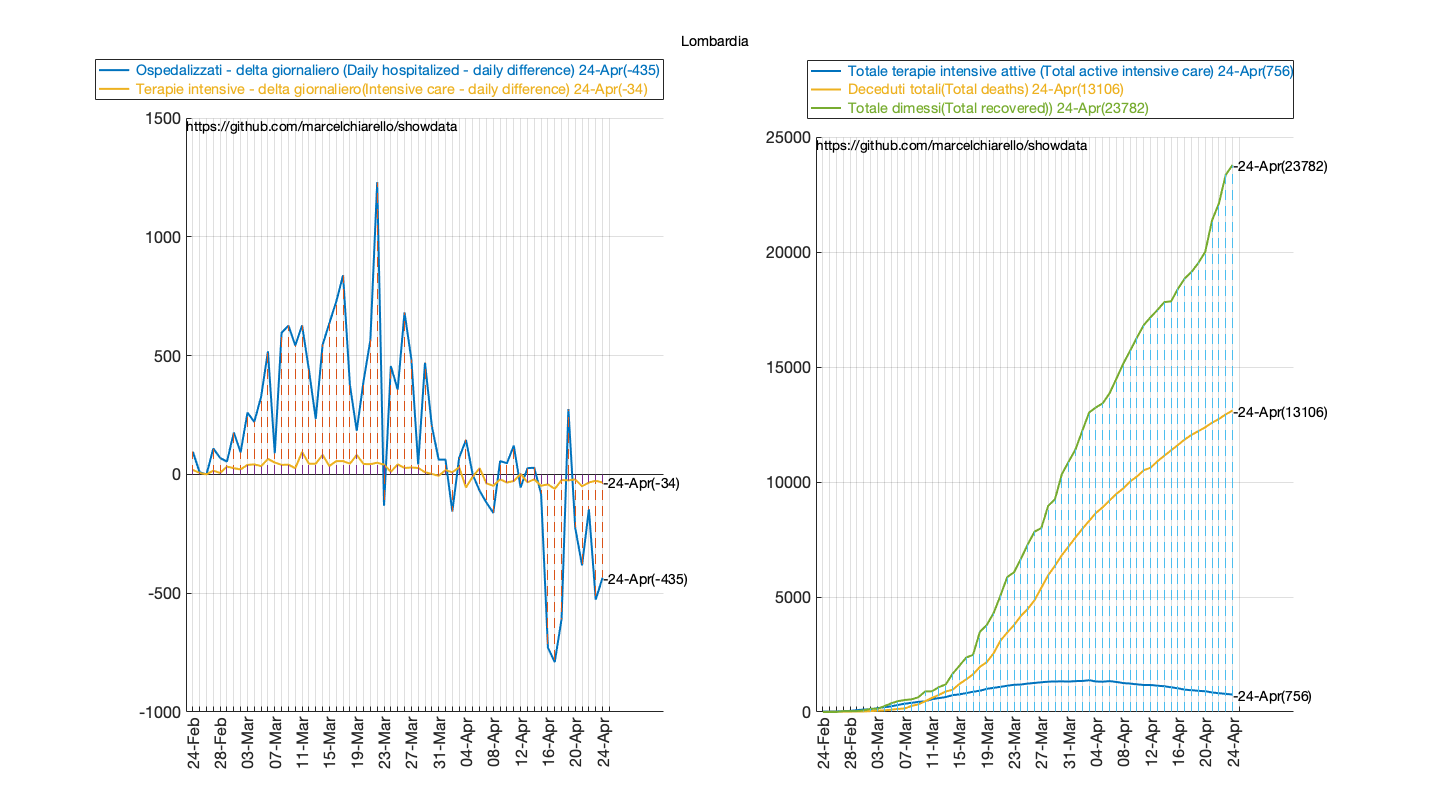 Lombardia
Ospedalizzati - delta giornaliero (Daily hospitalized - daily difference) 24-Apr(-435)
Terapie intensive - delta giornaliero(Intensive care - daily difference) 24-Apr(-34)
1500
https://github.com/marcelchiarello/showdata
1000
500
0
-500
-1000
-24-Apr(-34)
-24-Apr(-435)
24-Feb
28-Feb
03-Mar
07-Mar
11-Mar
15-Mar
19-Mar
23-Mar
27-Mar
31-Mar
04-Apr
08-Apr
12-Apr
16-Apr
20-Apr
24-Apr
Totale terapie intensive attive (Total active intensive care) 24-Apr(756)
Deceduti totali(Total deaths) 24-Apr(13106)
Totale dimessi(Total recovered)) 24-Apr(23782)
25000
https://github.com/marcelchiarello/showdata
20000
15000
10000
5000
0
-24-Apr(23782)
-24-Apr(13106)
-24-Apr(756)
24-Feb
28-Feb
03-Mar
07-Mar
11-Mar
15-Mar
19-Mar
23-Mar
27-Mar
31-Mar
04-Apr
08-Apr
12-Apr
16-Apr
20-Apr
24-Apr